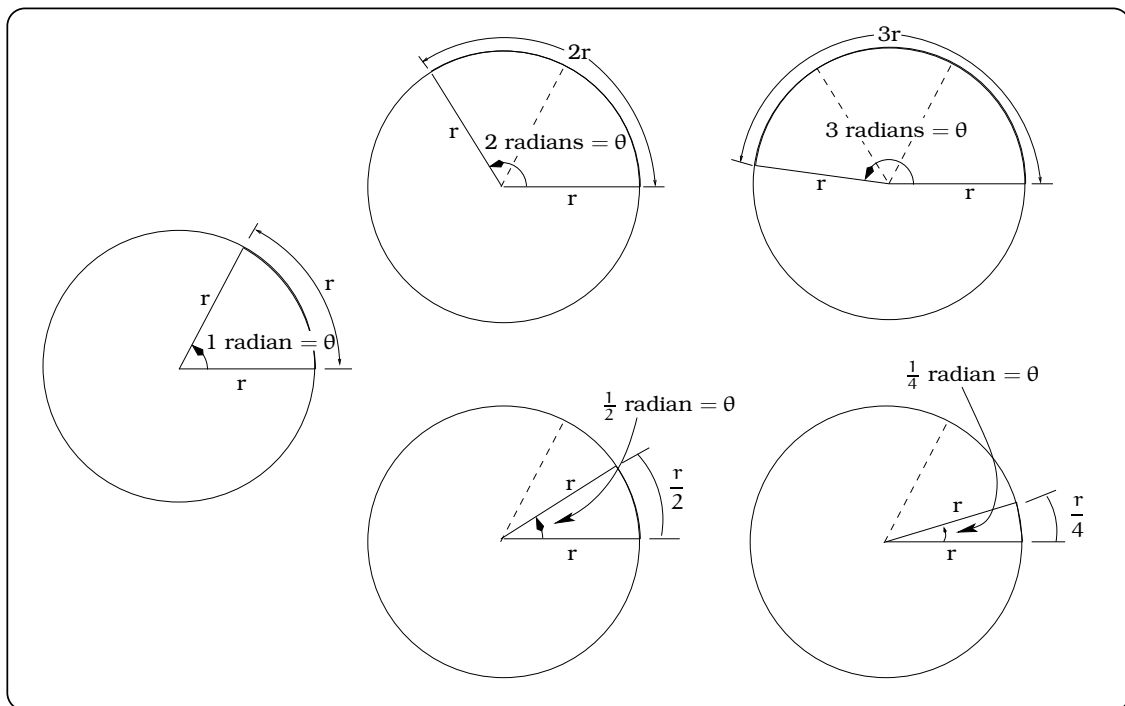 2r
r
2 radians = θ
r
3r
3 radians = θ
r
r
r
r
1 radian = θ
r
1/2 radian = θ
r
r/2
r
1/4 radian = θ
r
r/4
r